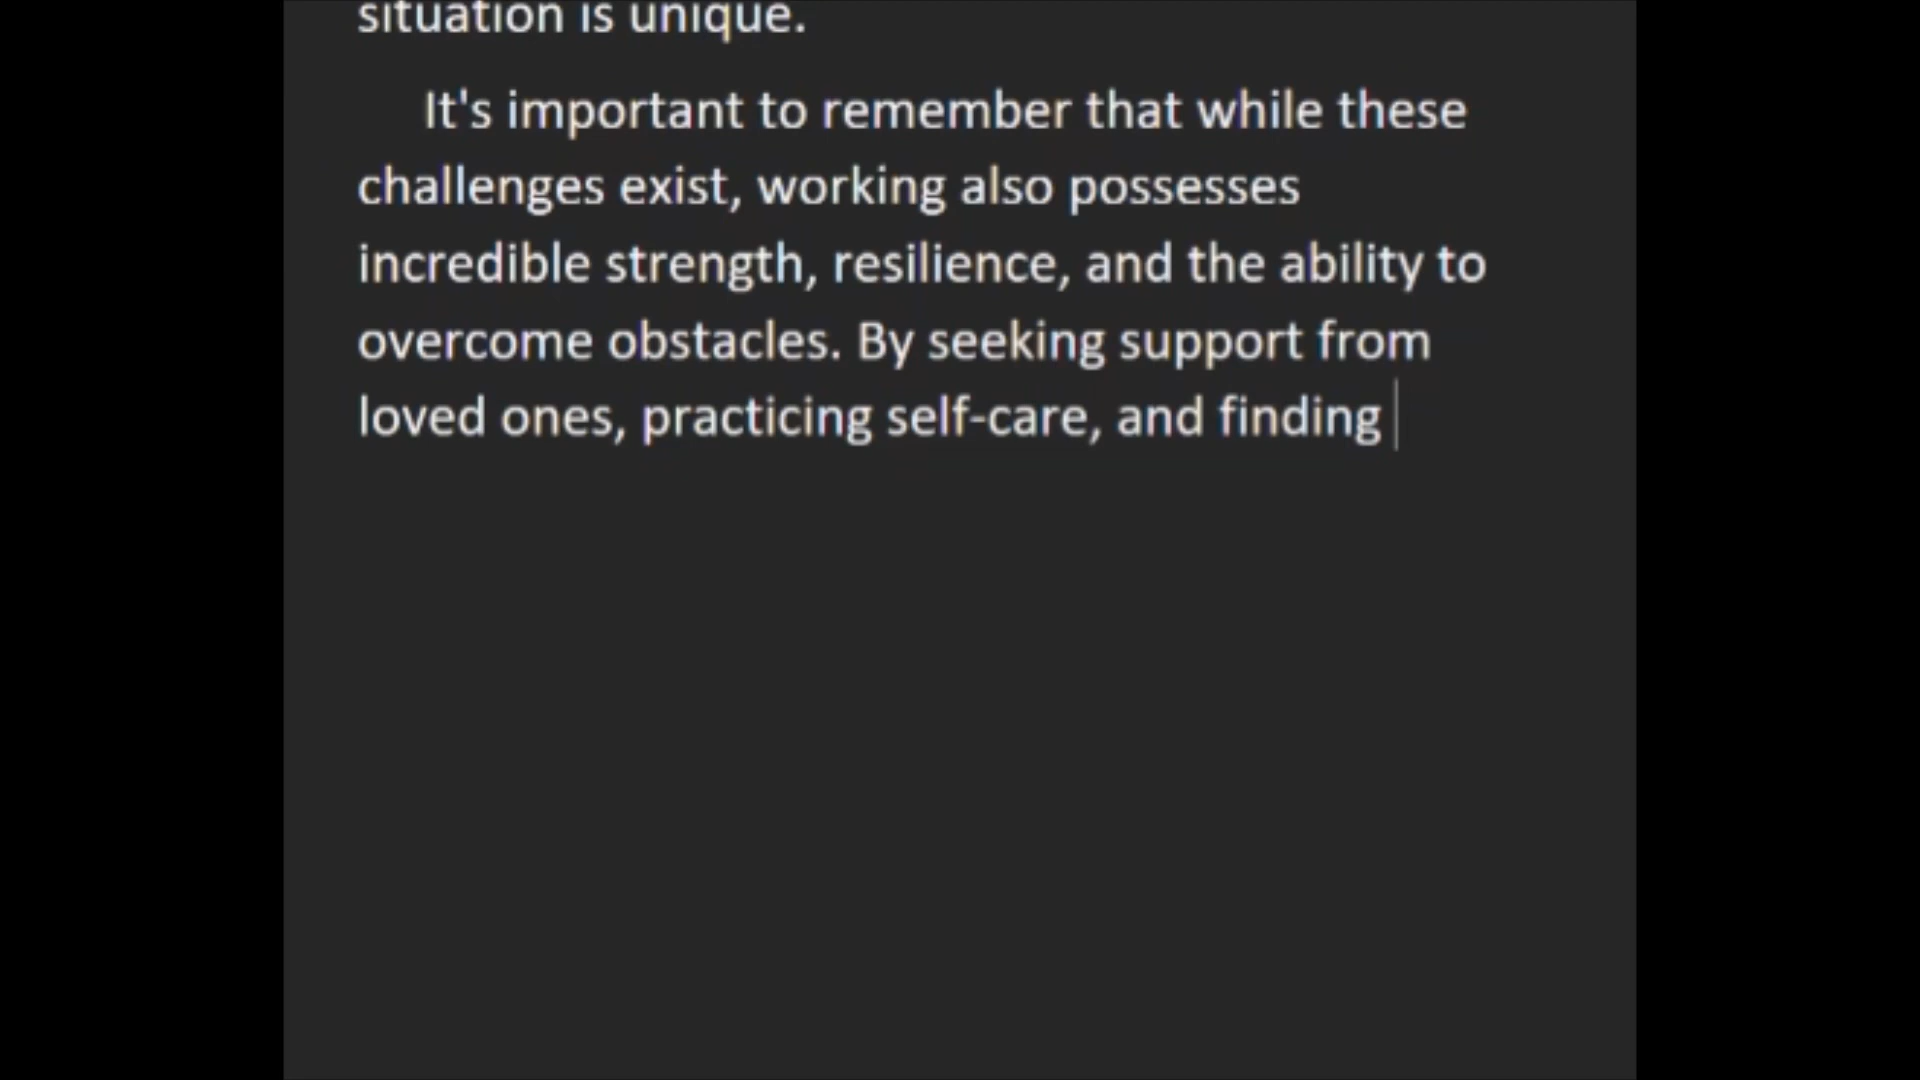 situation is unique.
It's important to remember that while these
challenges exist, working also possesses
incredible strength, resilience, and the ability to
overcome obstacles. By seeking support from
loved ones, practicing self-care, and finding